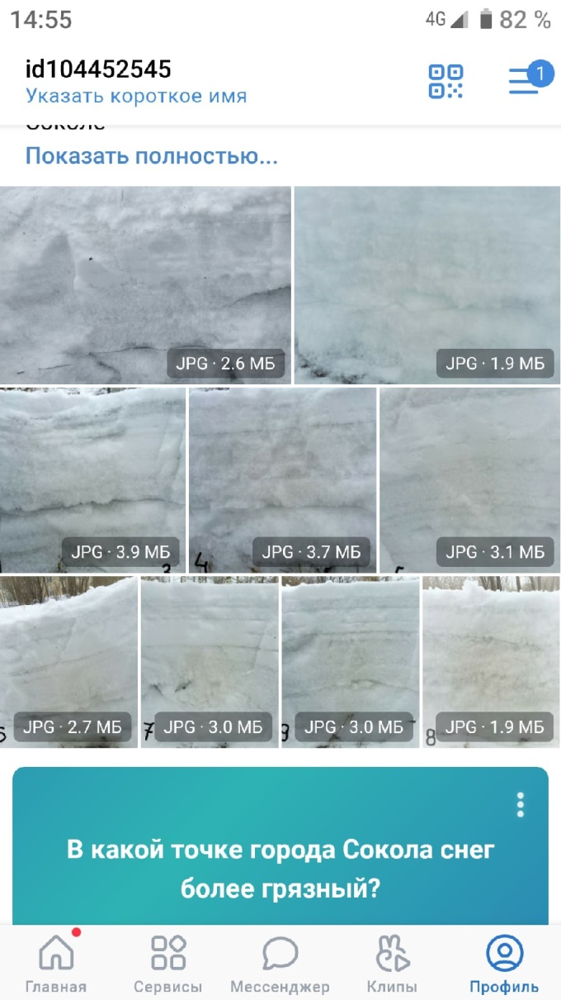 14:55
4G 82 %
id104452545
1
Указать короткое имя
Соколе
Показать полностью...
JPG · 2.6 МБ
JPG · 1.9 МБ
JPG · 3.9 МБ
3
4
JPG · 3.7 МБ
JPG · 3.1 МБ
JPG · 2.7 МБ
7
JPG · 3.0 МБ
JPG · 3.0 МБ
8
JPG · 1.9 МБ
В какой точке города Сокола снег
более грязный?
Главная
Сервисы
Мессенджер
Клипы
Профиль